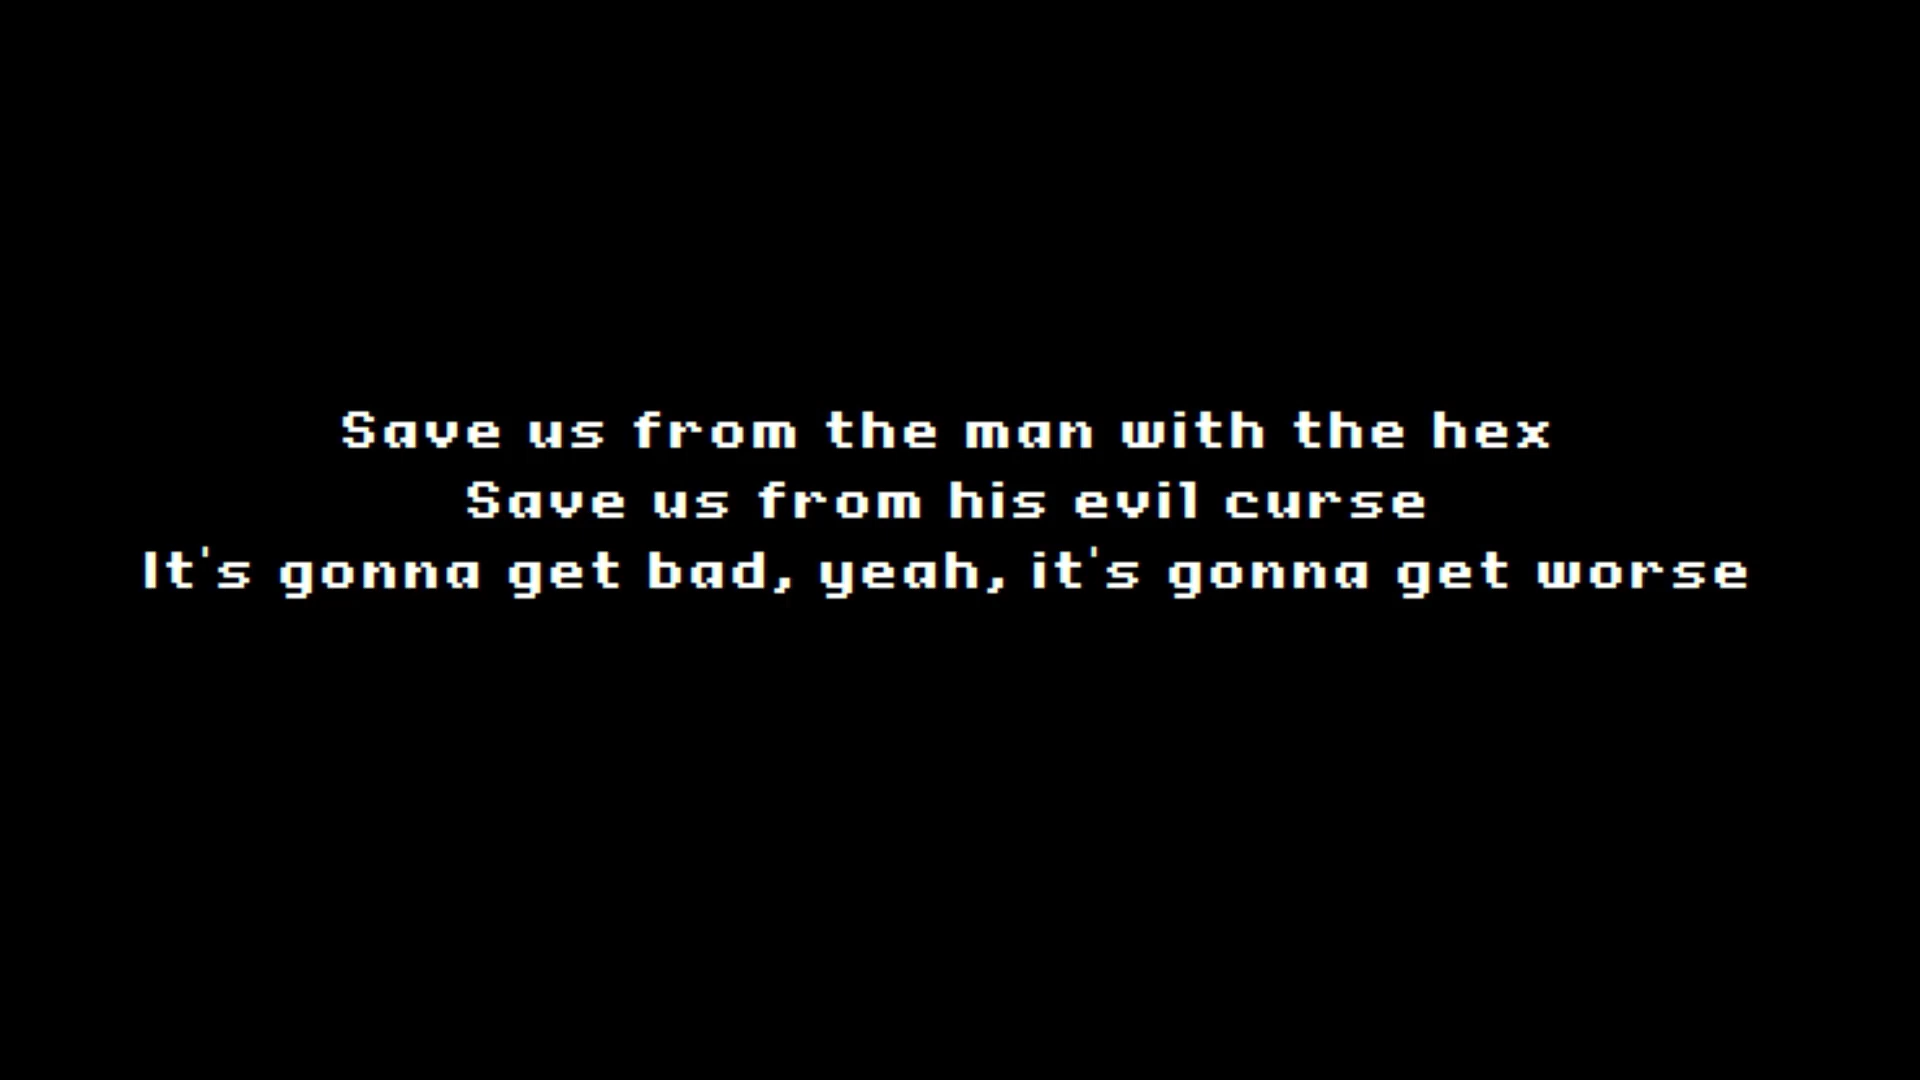 Save us from the man with the hex
Save us from his evil curse
It's gonna get bad, yeah, it's gonna get worse